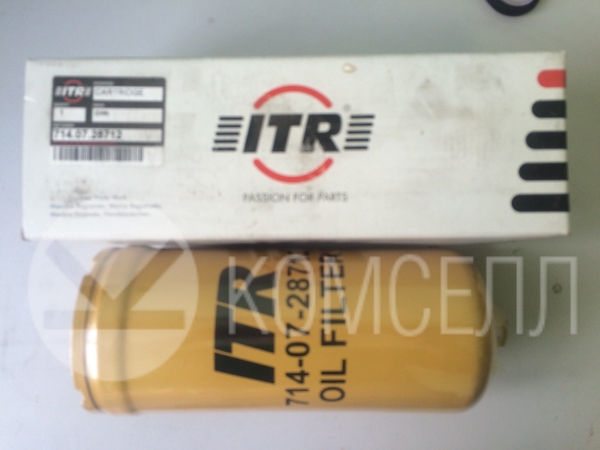 ITR
CARTRIDGE
1
714.07.28712
ITR
®
PASSION FOR PARTS
ITR
714-07-287
OIL FILTER
КОМСЕЛЛ